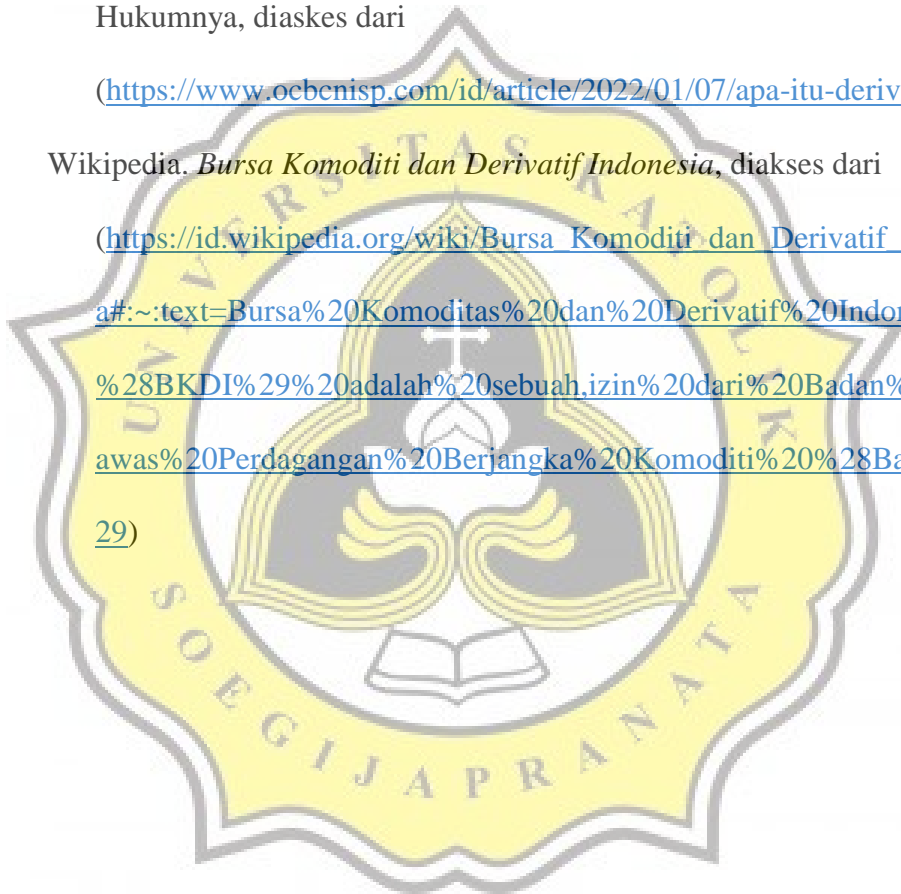 Hukumnya, diaskes dari
(https://www.ocbcnisp.com/id/article/2022/01/07/apa-itu-deriv
Wikipedia. Bursa Komoditi dan Derivatif Indonesia, diakses dari
(https://id.wikipedia.org/wiki/Bursa_Komoditi_dan_Derivatif_
a#:~:text=Bursa%20Komoditas%20dan%20Derivatif%20Indon
%28BKDI%29%20adalah%20sebuah,izin%20dari%20Badan%
awas%20Perdagangan%20Berjangka%20Komoditi%20%28Ba
29)
UNIVERSITAS KATOLIK
SOEGIJAPRANATA